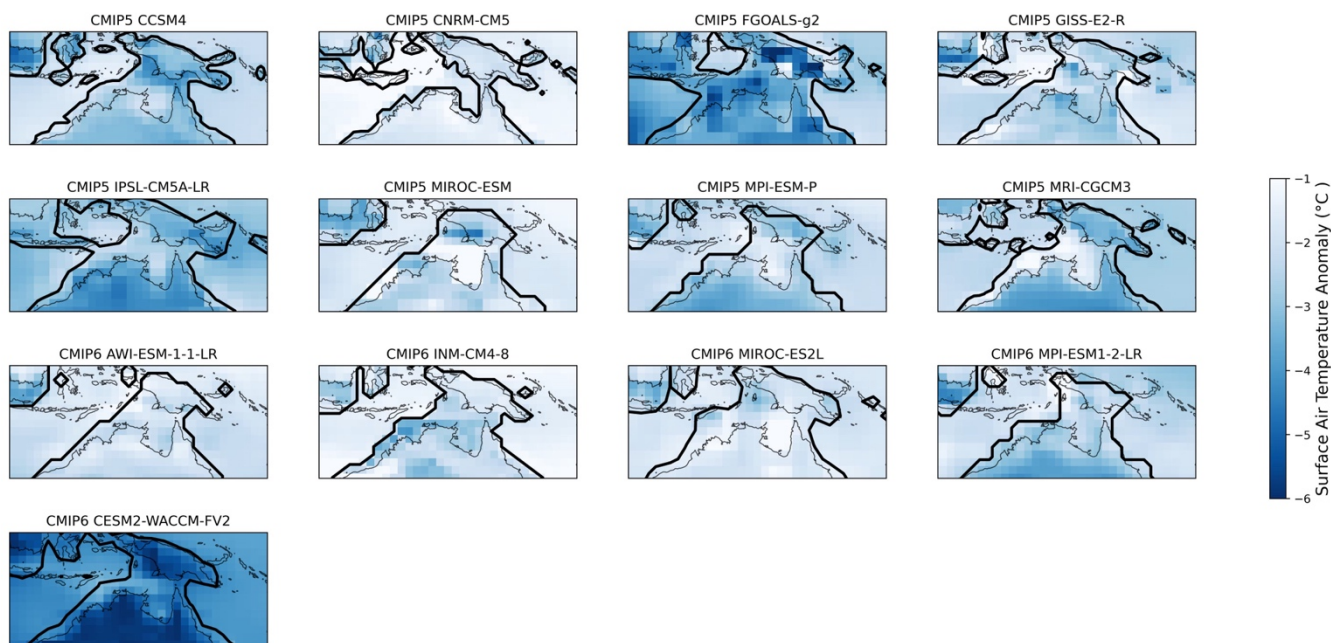 CMIP5 CCSM4
CMIP5 CNRM-CM5
CMIP5 FGOALS-g2
CMIP5 GISS-E2-R
CMIP5 IPSL-CM5A-LR
CMIP5 MIROC-ESM
CMIP5 MPI-ESM-P
CMIP5 MRI-CGCM3
CMIP6 AWI-ESM-1-1-LR
CMIP6 INM-CM4-8
CMIP6 MIROC-ES2L
CMIP6 MPI-ESM1-2-LR
CMIP6 CESM2-WACCM-FV2
−1
−2
−3
−4
−5
−6
Surface Air Temperature Anomaly (°C )